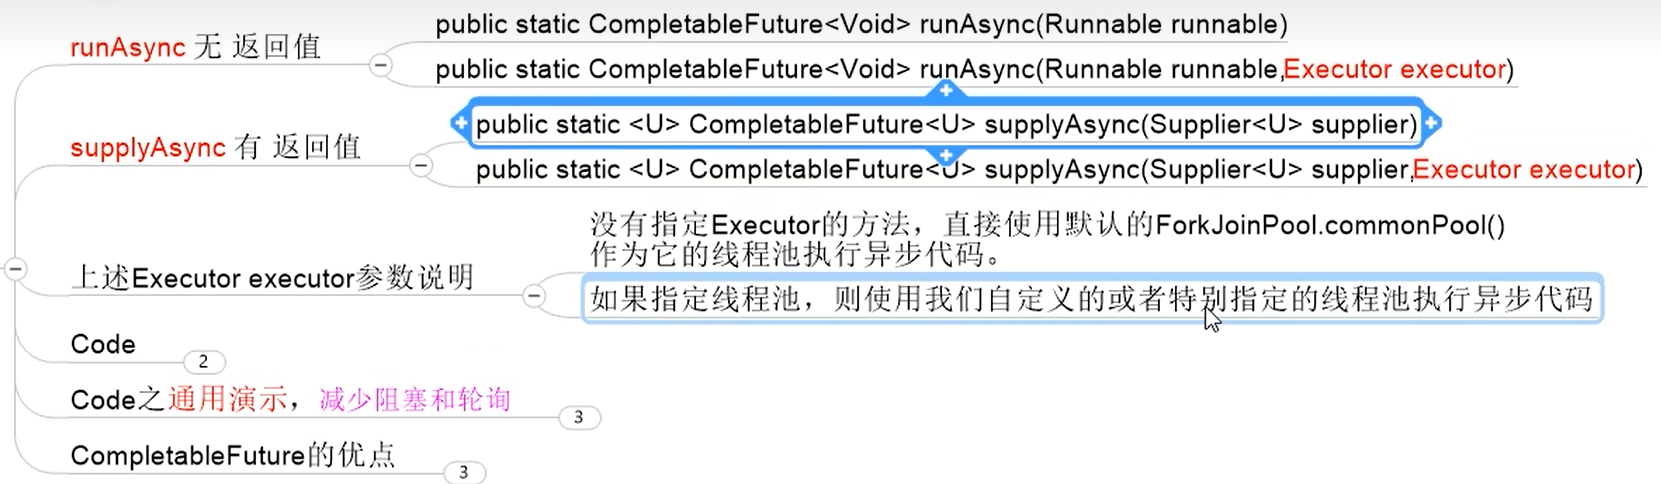 runAsync 无 返回值
public static CompletableFuture<Void> runAsync(Runnable runnable)
public static CompletableFuture<Void> runAsync(Runnable runnable,Executor executor)
supplyAsync 有 返回值
public static <U> CompletableFuture<U> supplyAsync(Supplier<U> supplier)
public static <U> CompletableFuture<U> supplyAsync(Supplier<U> supplier,Executor executor)
上述Executor executor参数说明
没有指定Executor的方法，直接使用默认的ForkJoinPool.commonPool()
作为它的线程池执行异步代码。
如果指定线程池，则使用我们自定义的或者特别指定的线程池执行异步代码
Code
2
Code之通用演示，减少阻塞和轮询
3
CompletableFuture的优点
3